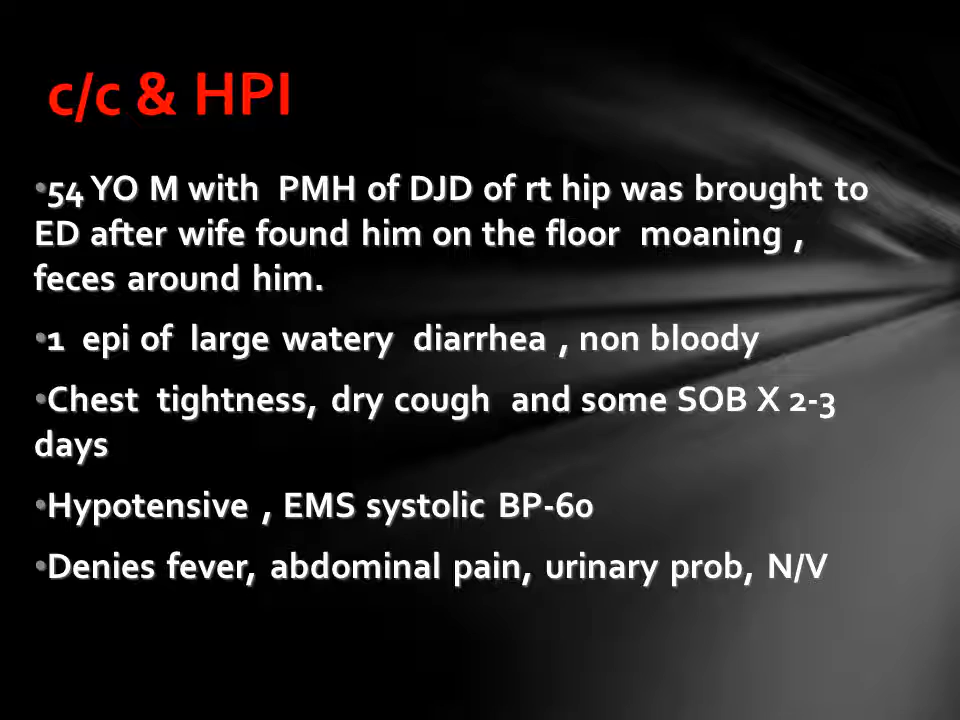 c/c & HPI
•54 YO M with PMH of DJD of rt hip was brought to
ED after wife found him on the floor moaning ,
feces around him.
•1 epi of large watery diarrhea , non bloody
•Chest tightness, dry cough and some SOB X 2-3
days
•Hypotensive , EMS systolic BP-60
•Denies fever, abdominal pain, urinary prob, N/V